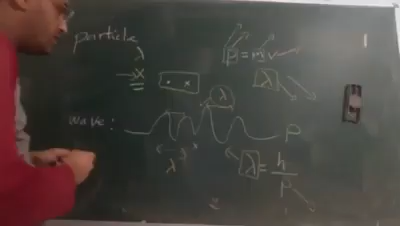 particle
p = mv
λ
x
λ
λ
wave:
p
λ
λ = h/p